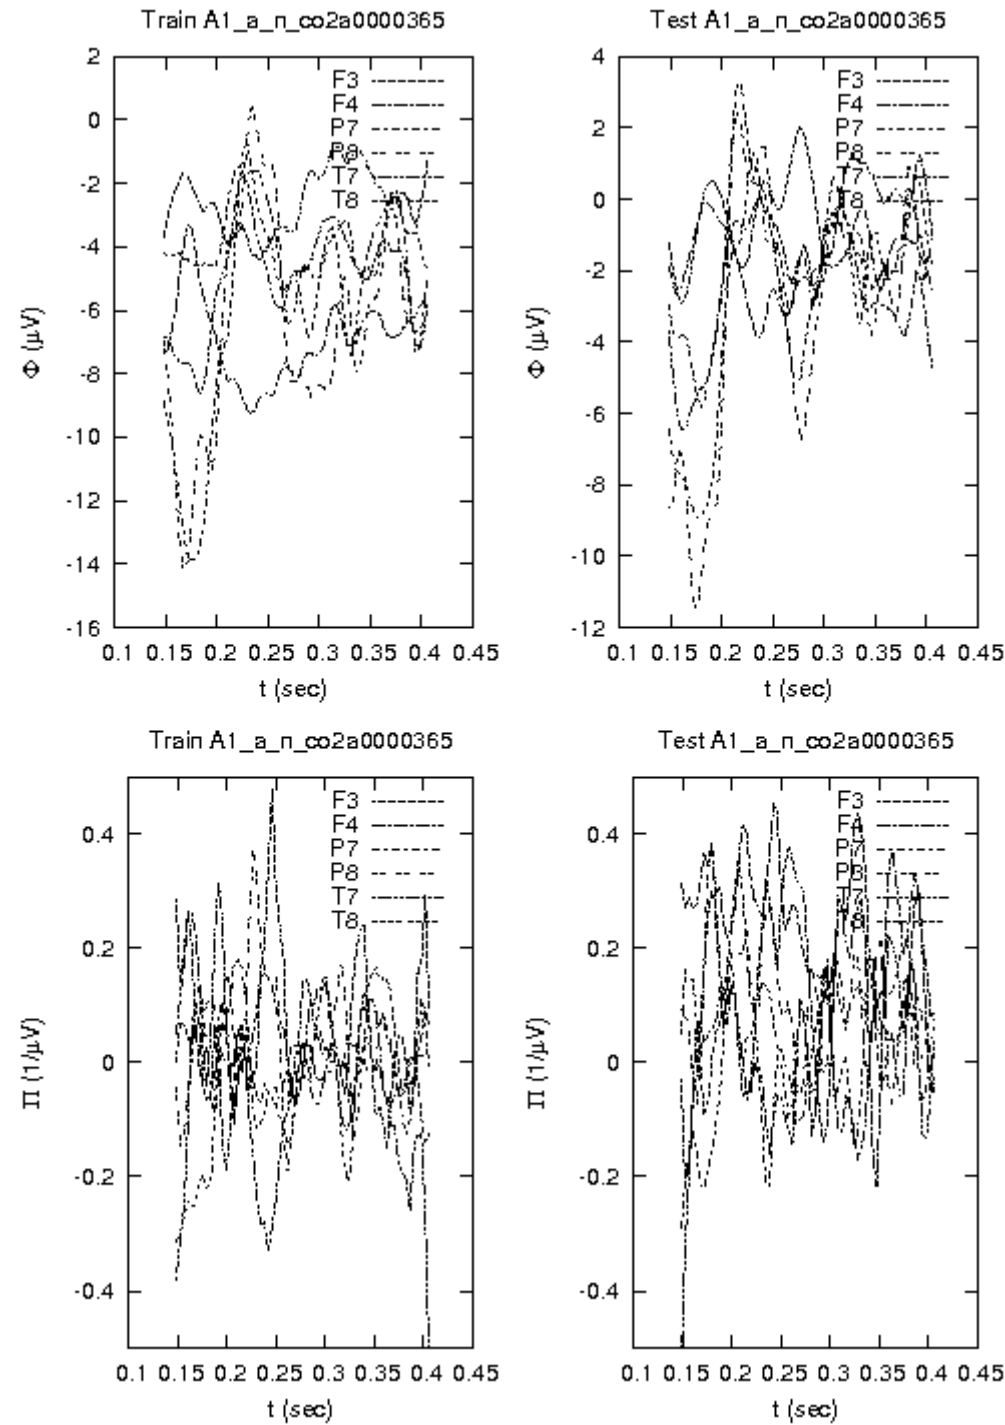 Train A1_a_n_co2a0000365
Test A1_a_n_co2a0000365
2
0
-2
-4
-6
-8
-10
-12
-14
-16
Φ (μV)
F3
F4
P7
P8
T7
T8
0.1 0.15 0.2 0.25 0.3 0.35 0.4 0.45
t (sec)
4
2
0
-2
-4
-6
-8
-10
-12
Φ (μV)
F3
F4
P7
P8
T7
T8
0.1 0.15 0.2 0.25 0.3 0.35 0.4 0.45
t (sec)
Train A1_a_n_co2a0000365
Test A1_a_n_co2a0000365
0.4
0.2
0
-0.2
-0.4
Π (1/μV)
F3
F4
P7
P8
T7
T8
0.1 0.15 0.2 0.25 0.3 0.35 0.4 0.45
t (sec)
0.4
0.2
0
-0.2
-0.4
Π (1/μV)
F3
F4
P7
P8
T7
T8
0.1 0.15 0.2 0.25 0.3 0.35 0.4 0.45
t (sec)